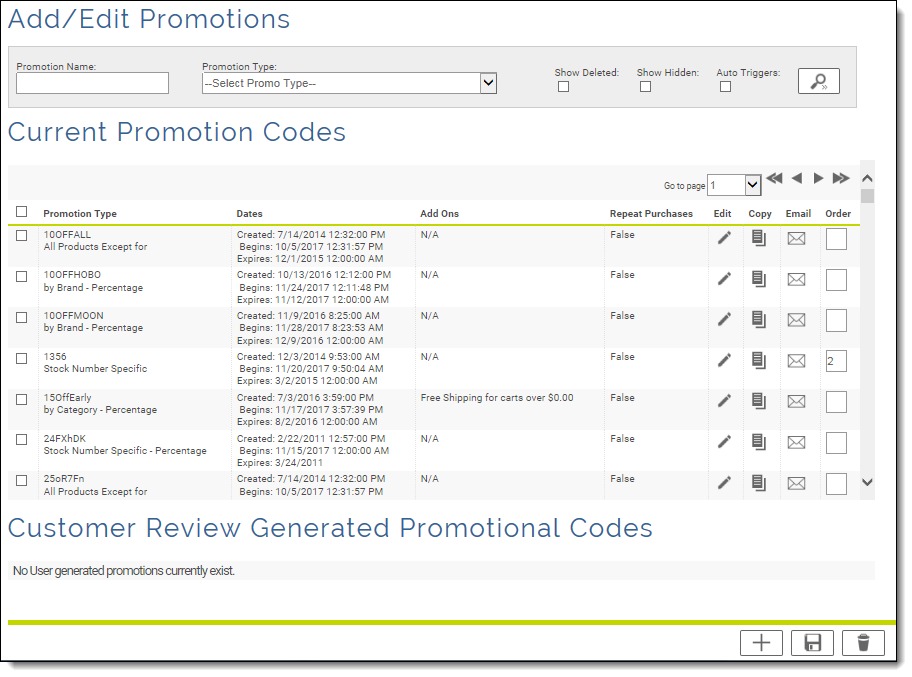 Add/Edit Promotions
Promotion Name: Promotion Type: Show Deleted: Show Hidden: Auto Triggers:
--Select Promo Type--
Current Promotion Codes
Go to page 1
Promotion Type Dates Add Ons Repeat Purchases Edit Copy Email Order
10OFFALL Created: 7/14/2014 12:32:00 PM N/A False
All Products Except for Begins: 10/5/2017 12:31:57 PM
Expires: 12/1/2015 12:00:00 AM
10OFFHOBO Created: 10/13/2016 12:12:00 PM N/A False
by Brand - Percentage Begins: 11/24/2017 12:11:48 PM
Expires: 11/12/2017 12:00:00 AM
10OFFMOON Created: 11/9/2016 8:25:00 AM N/A False
by Brand - Percentage Begins: 11/28/2017 8:23:53 AM
Expires: 12/9/2016 12:00:00 AM
1356 Created: 12/3/2014 9:53:00 AM N/A False 2
Stock Number Specific Begins: 11/20/2017 9:50:04 AM
Expires: 3/2/2015 12:00:00 AM
15OffEarly Created: 7/3/2016 3:59:00 PM Free Shipping for carts over $0.00 False
by Category - Percentage Begins: 11/17/2017 3:57:39 PM
Expires: 8/2/2016 12:00:00 AM
24FXhDK Created: 2/22/2011 12:57:00 PM N/A False
Stock Number Specific - Percentage Begins: 11/15/2017 12:00:00 AM
Expires: 3/24/2011
25oR7Fn Created: 7/14/2014 12:32:00 PM N/A False
All Products Except for Begins: 10/5/2017 12:31:57 PM
Customer Review Generated Promotional Codes
No User generated promotions currently exist.